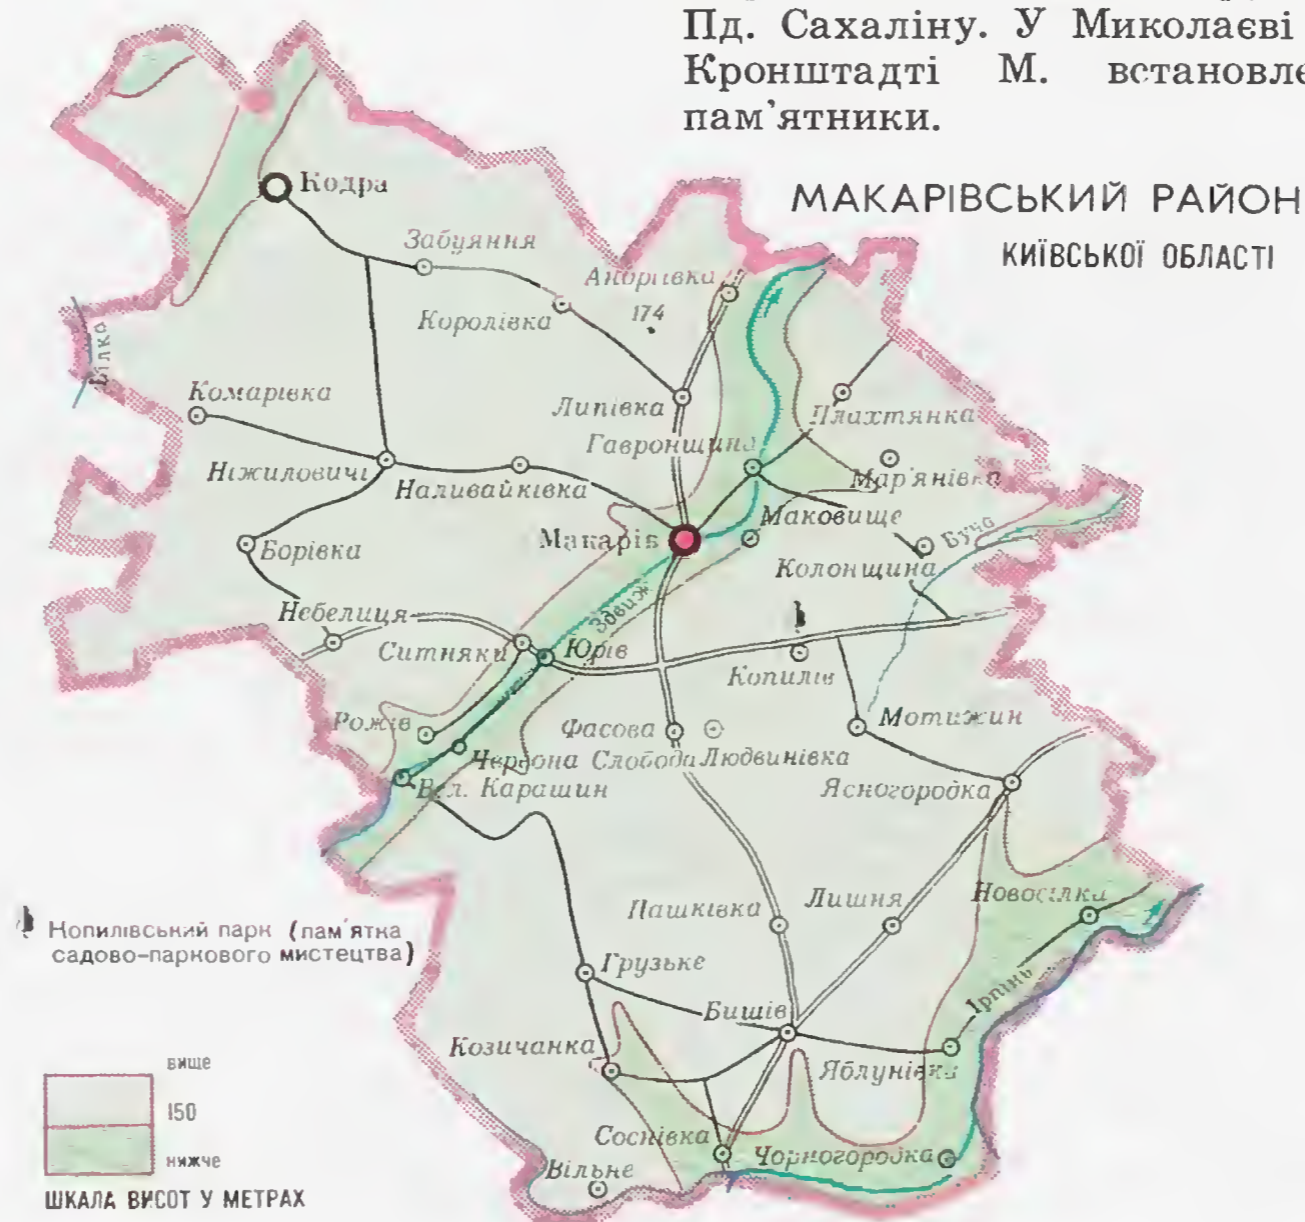 Пд. Сахаліну. У Миколаєві
Кронштадті М. встановле
пам’ятники.
МАКАРІВСЬКИЙ РАЙОН
КИЇВСЬКОЇ ОБЛАСТІ
Кодра
Забуяння
Андріївка
174
Королівка
Білка
Комарівка
Липівка
Плахтянка
Гавронщина
Ніжиловичі
Наливайківка
Мар'янівка
Маковище
Буча
Макарів
Борівка
Колонщина
Небелиця
Здвиж
Ситняки
Юрів
Копилів
Рожів
Фасова
Мотижин
Червона Слобода
Людвинівка
Вел. Карашин
Ясногородка
Пашківка
Лишня
Новосілки
Копилівський парк (пам'ятка
садово-паркового мистецтва)
Грузьке
Ірпінь
Бишів
Козичанка
Яблунівка
вище
150
нижче
Соснівка
Чорногородка
Вільне
ШКАЛА ВИСОТ У МЕТРАХ